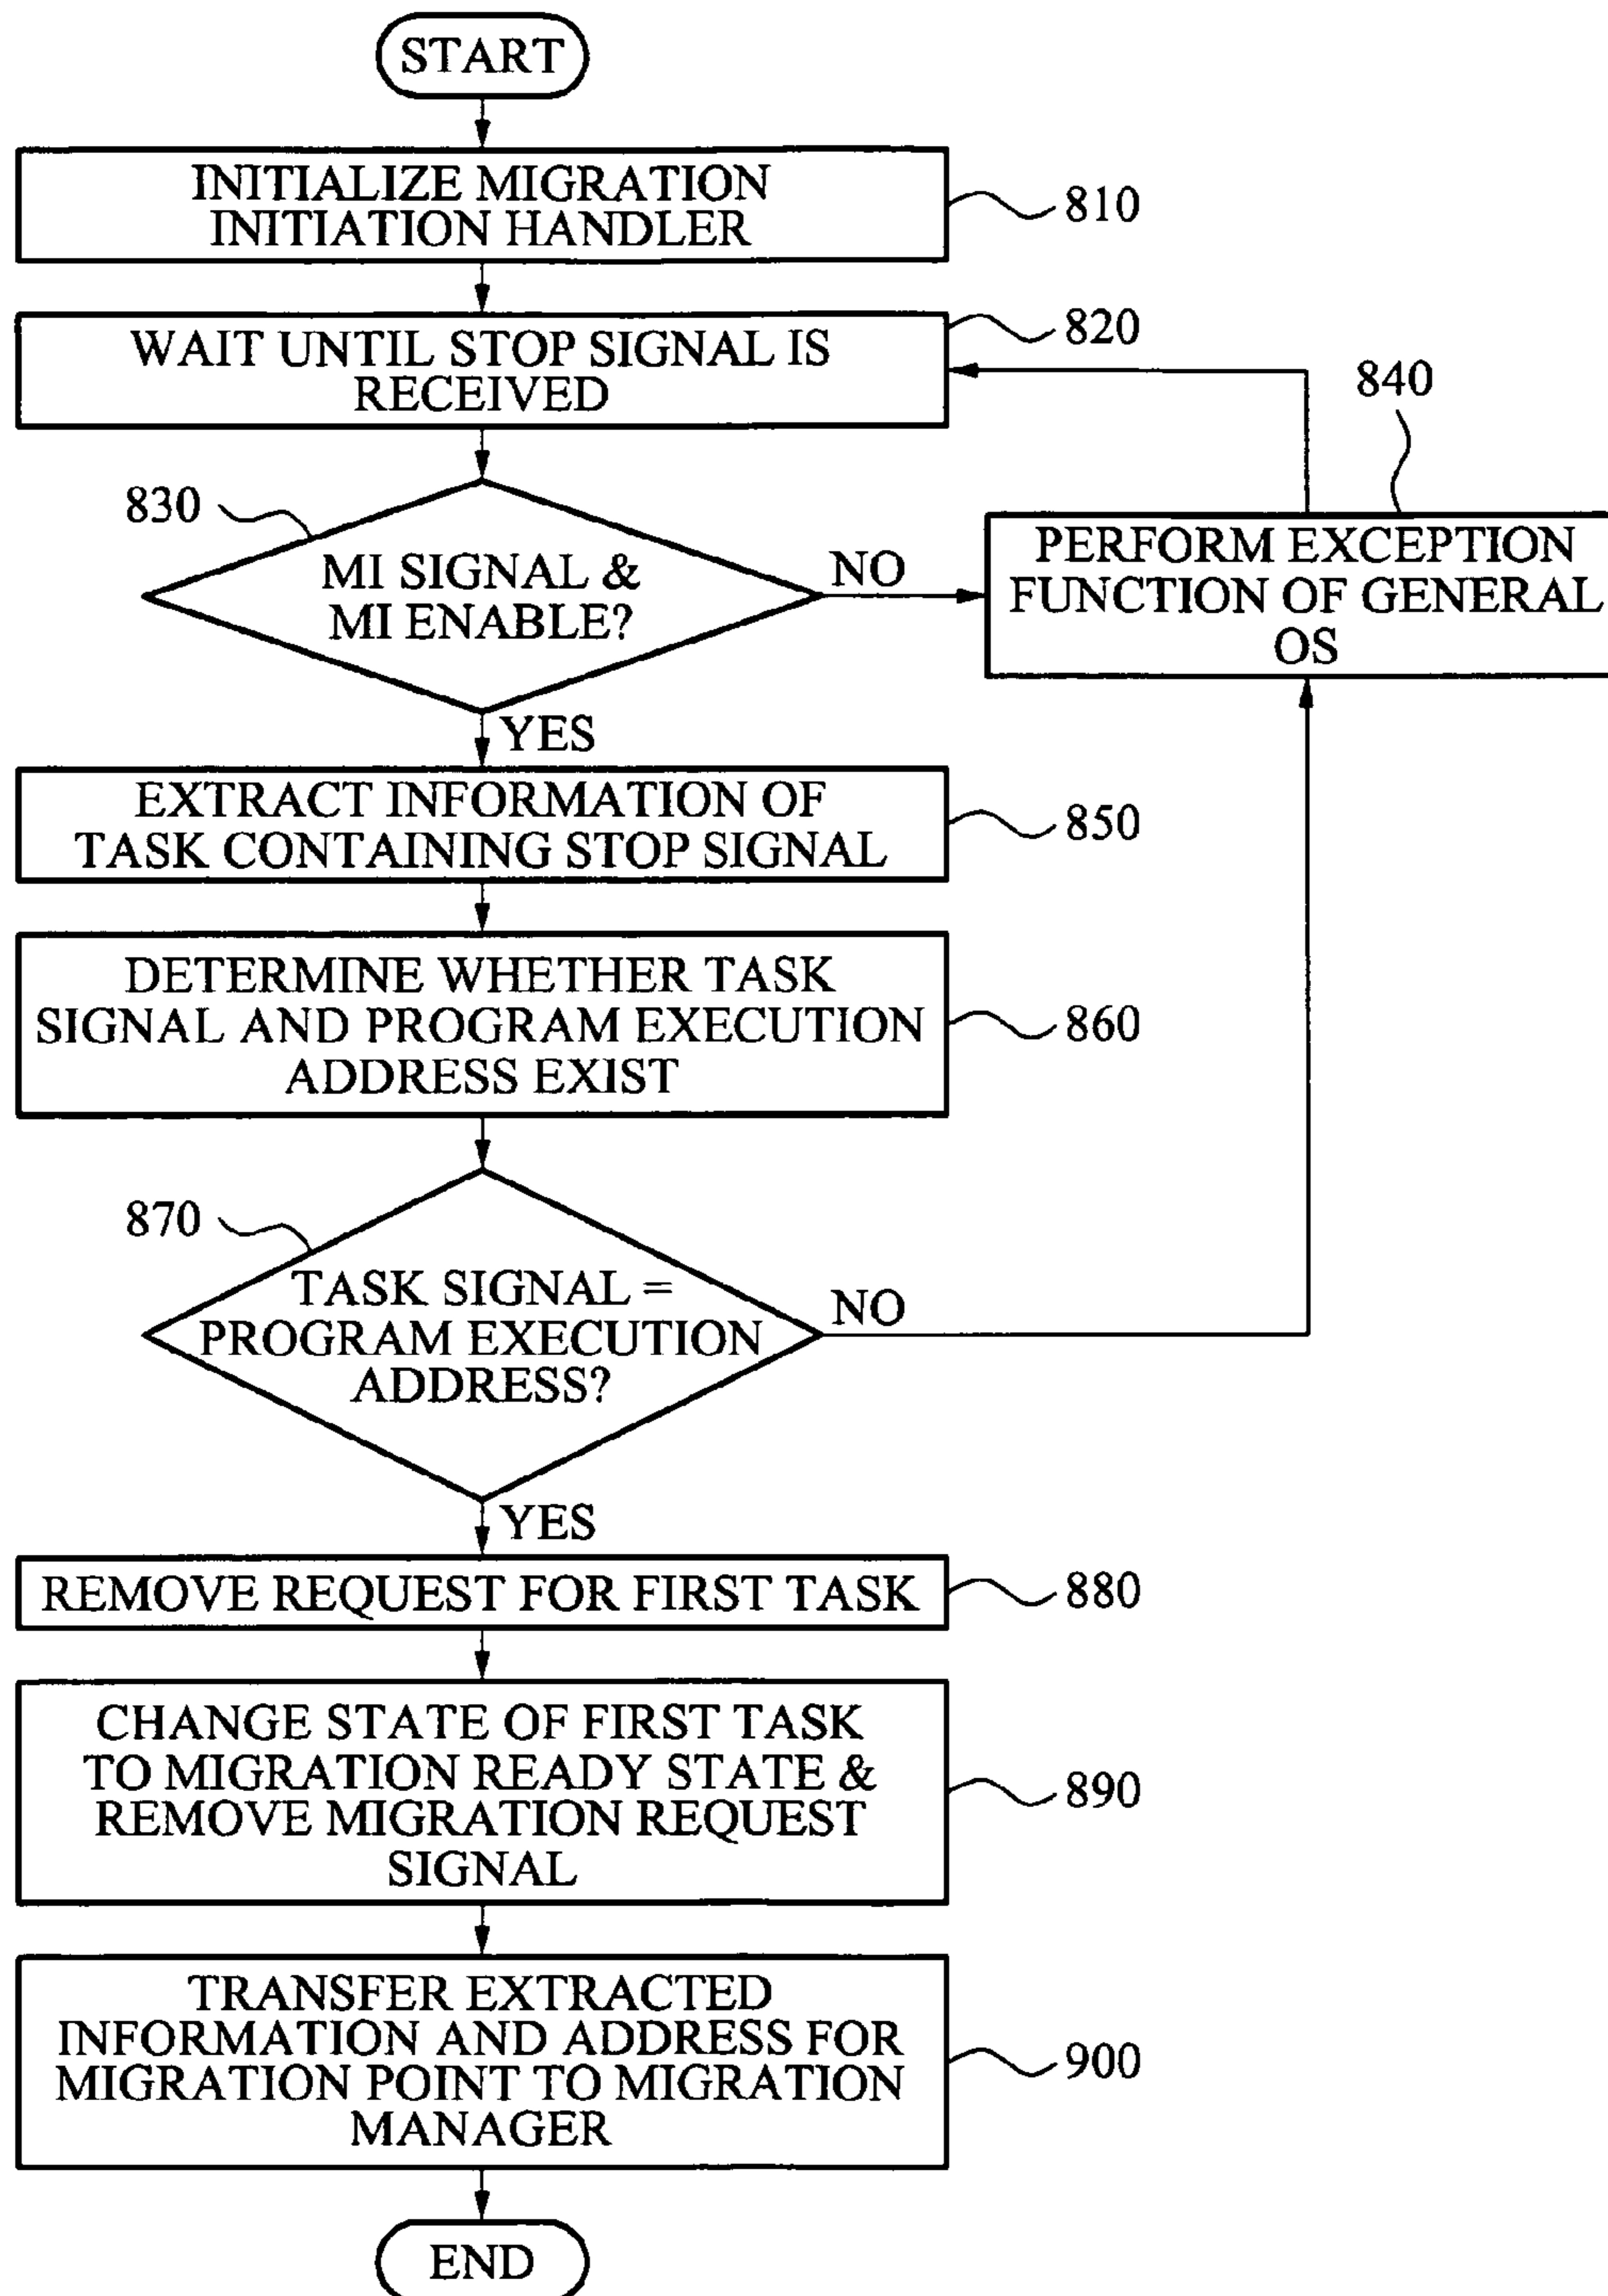 START
INITIALIZE MIGRATION
INITIATION HANDLER
810
WAIT UNTIL STOP SIGNAL IS
RECEIVED
820
830
MI SIGNAL &
MI ENABLE?
NO
840
PERFORM EXCEPTION
FUNCTION OF GENERAL
OS
YES
EXTRACT INFORMATION OF
TASK CONTAINING STOP SIGNAL
850
DETERMINE WHETHER TASK
SIGNAL AND PROGRAM EXECUTION
ADDRESS EXIST
860
870
TASK SIGNAL =
PROGRAM EXECUTION
ADDRESS?
NO
YES
REMOVE REQUEST FOR FIRST TASK
880
CHANGE STATE OF FIRST TASK
TO MIGRATION READY STATE &
REMOVE MIGRATION REQUEST
SIGNAL
890
TRANSFER EXTRACTED
INFORMATION AND ADDRESS FOR
MIGRATION POINT TO MIGRATION
MANAGER
900
END